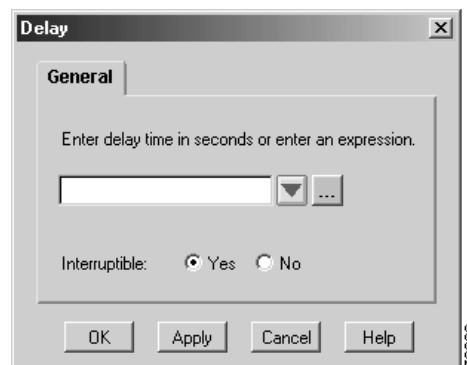 Delay
General
Enter delay time in seconds or enter an expression.
...
Interruptible: Yes No
OK Apply Cancel Help